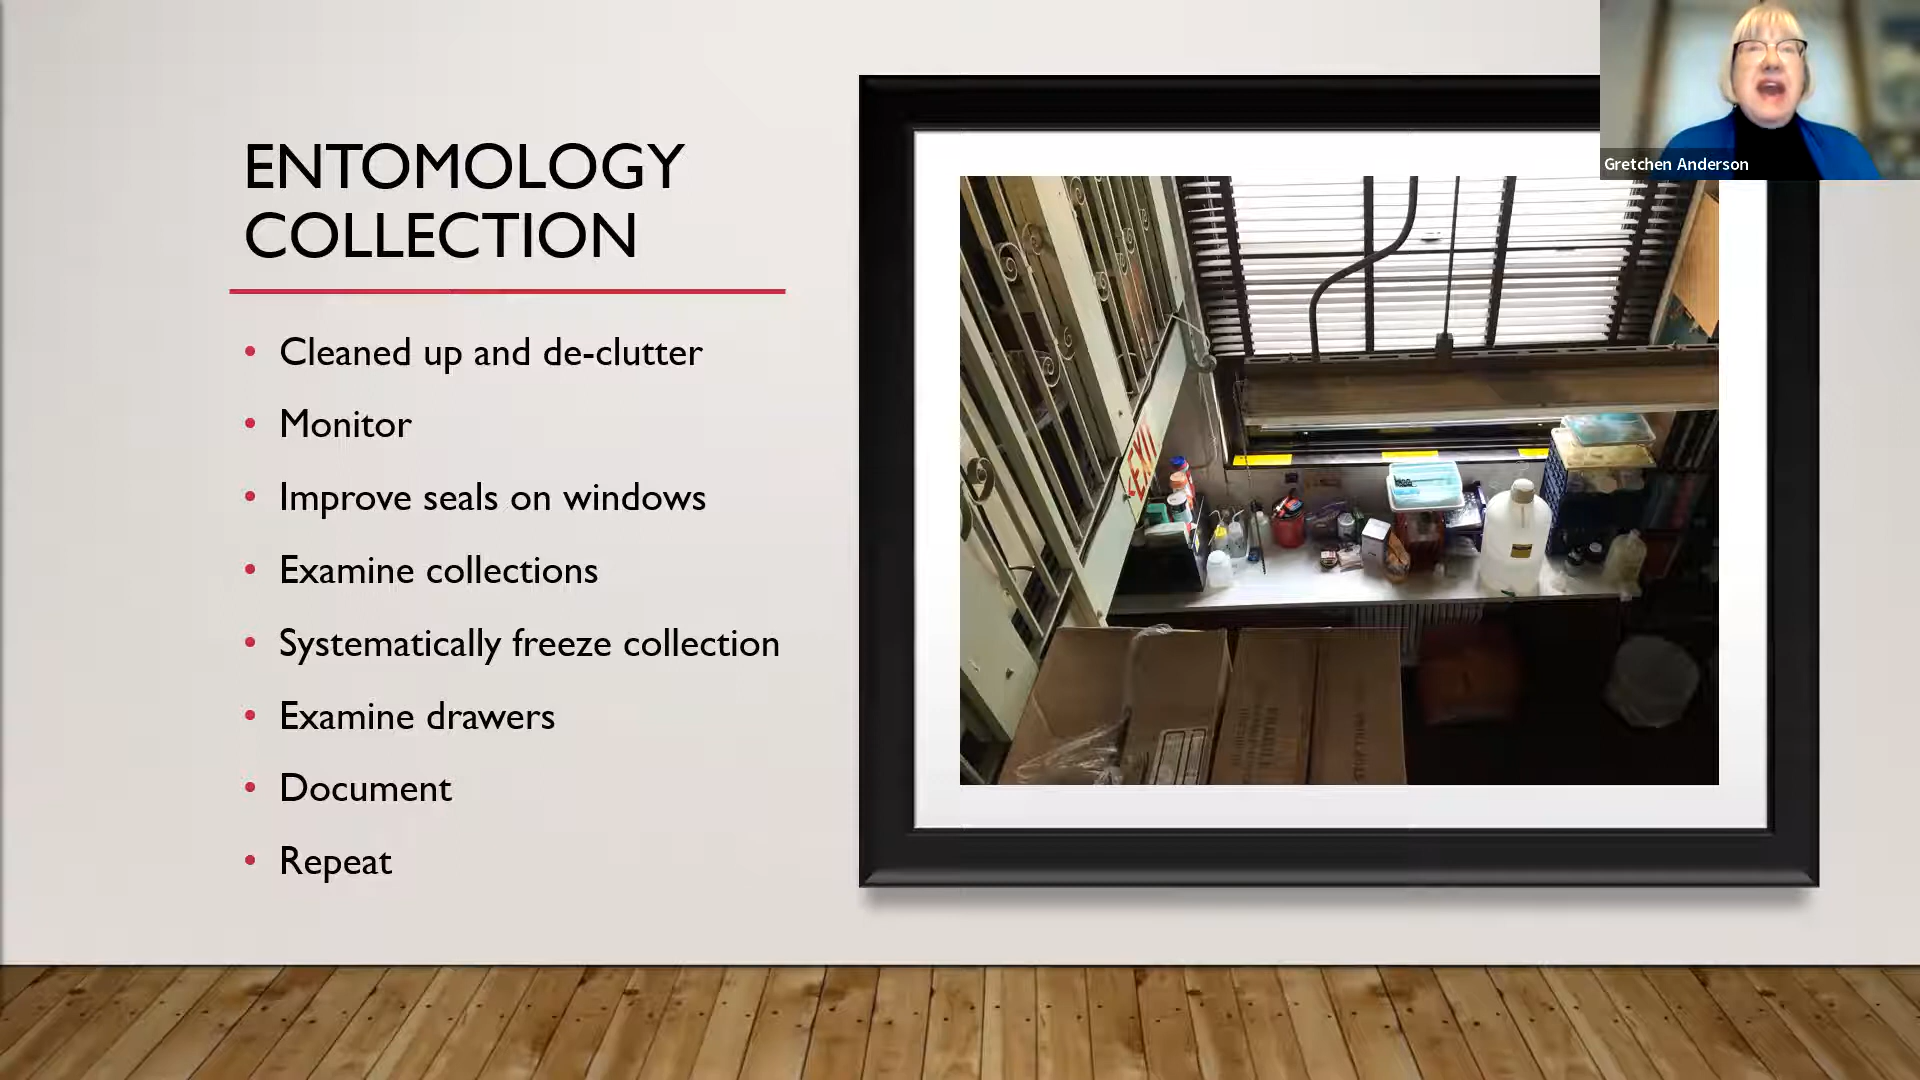 ENTOMOLOGY
COLLECTION
• Cleaned up and de-clutter
• Monitor
• Improve seals on windows
• Examine collections
• Systematically freeze collection
• Examine drawers
• Document
• Repeat
Gretchen Anderson
EXIT